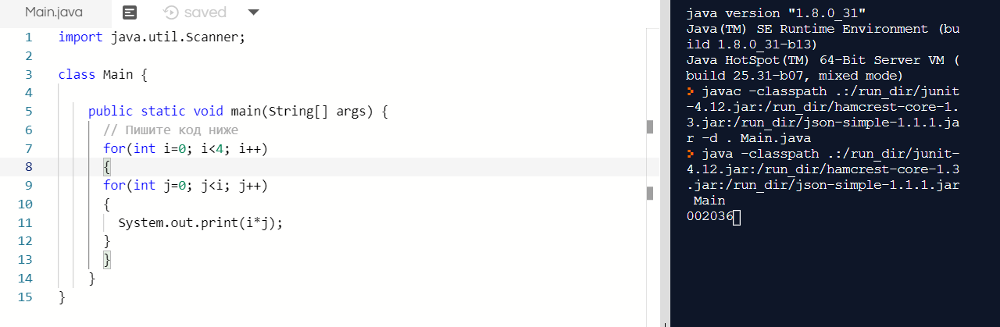 Main.java saved
1 import java.util.Scanner;
2
3 class Main {
4
5 public static void main(String[] args) {
6 // Пишите код ниже
7 for(int i=0; i<4; i++)
8 {
9 for(int j=0; j<i; j++)
10 {
11 System.out.print(i*j);
12 }
13 }
14 }
15 }
java version "1.8.0_31"
Java(TM) SE Runtime Environment (bu
ild 1.8.0_31-b13)
Java HotSpot(TM) 64-Bit Server VM (
build 25.31-b07, mixed mode)
> javac -classpath .:/run_dir/junit
-4.12.jar:/run_dir/hamcrest-core-1.
3.jar:/run_dir/json-simple-1.1.1.ja
r -d . Main.java
> java -classpath .:/run_dir/junit-
4.12.jar:/run_dir/hamcrest-core-1.3
.jar:/run_dir/json-simple-1.1.1.jar
Main
002036